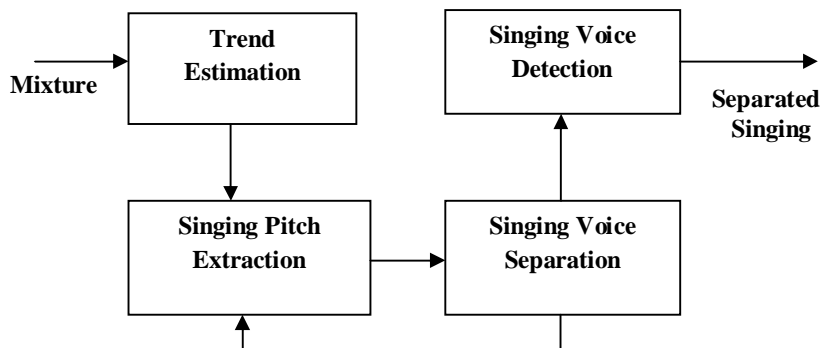 Mixture
Trend
Estimation
Singing Voice
Detection
Separated
Singing
Singing Pitch
Extraction
Singing Voice
Separation